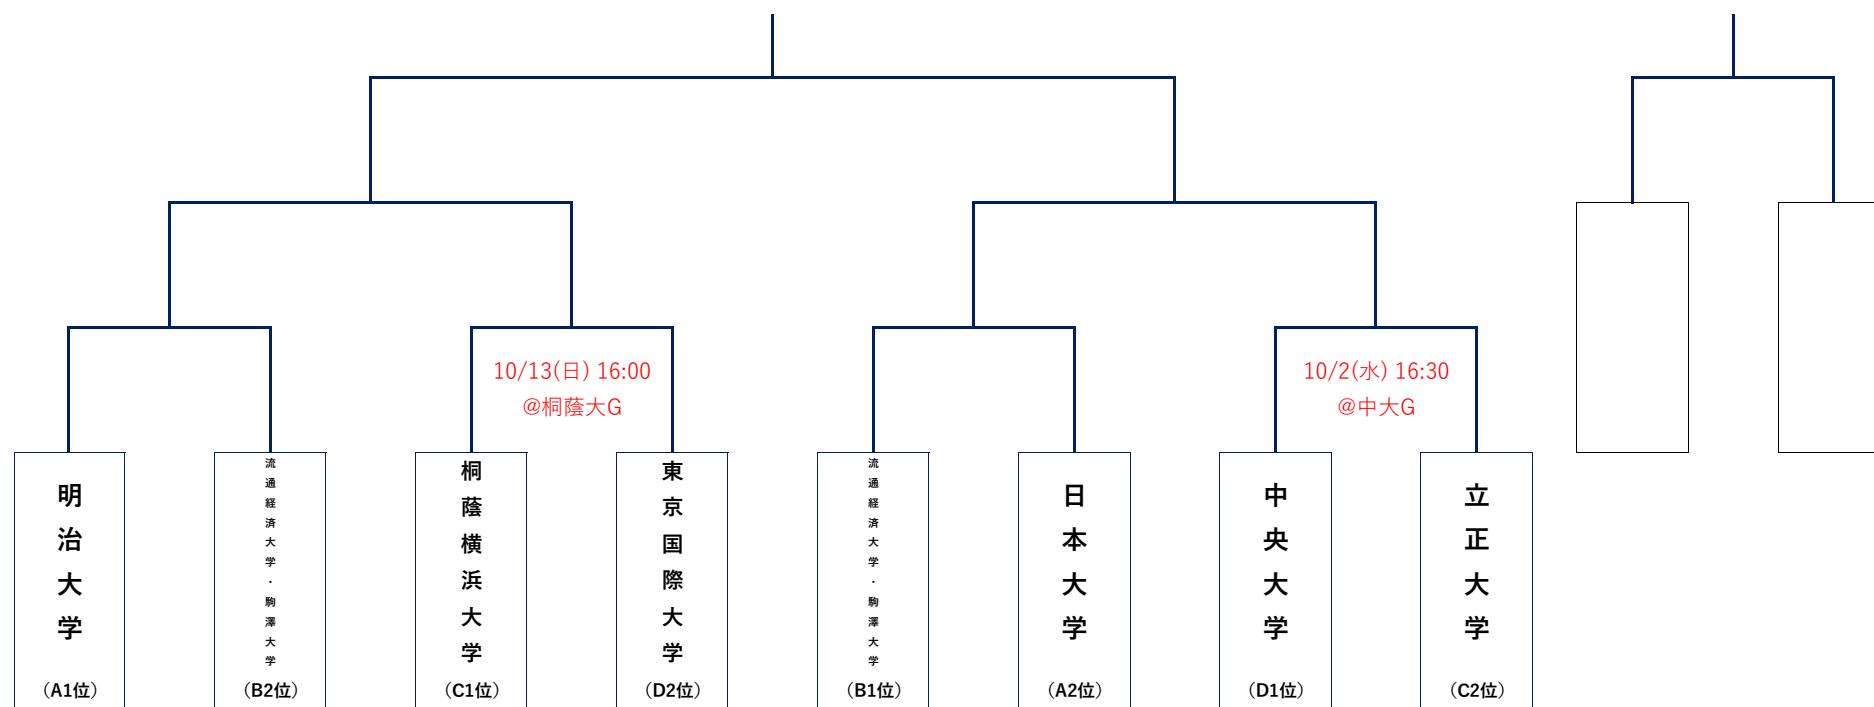 10/13(日) 16:00
@桐蔭大G
10/2(水) 16:30
@中大G
明治大学
(A1位)
流通経済大学・駒澤大学
(B2位)
桐蔭横浜大学
(C1位)
東京国際大学
(D2位)
流通経済大学・駒澤大学
(B1位)
日本大学
(A2位)
中央大学
(D1位)
立正大学
(C2位)